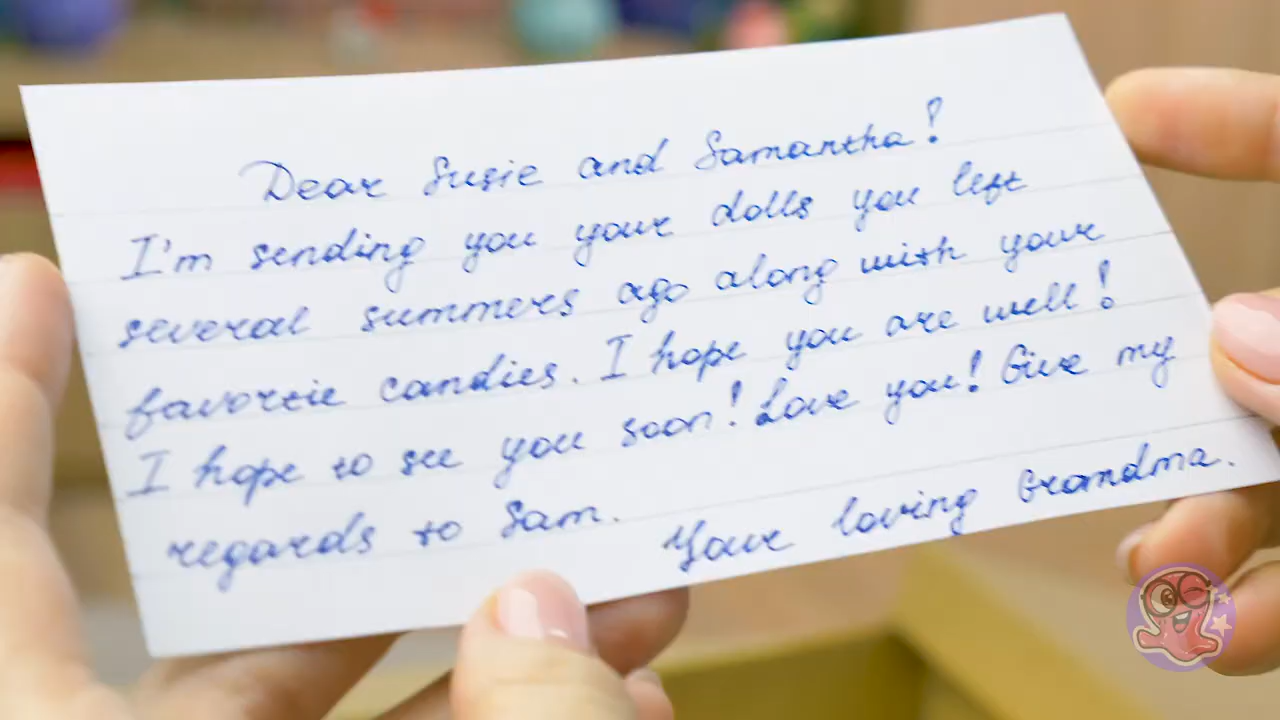 Dear Susie and Samantha!
I'm sending you your dolls you left
several summers ago along with your
favortie candies. I hope you are well!
I hope to see you soon! Love you! Give my
regards to Sam.
Your loving Grandma.